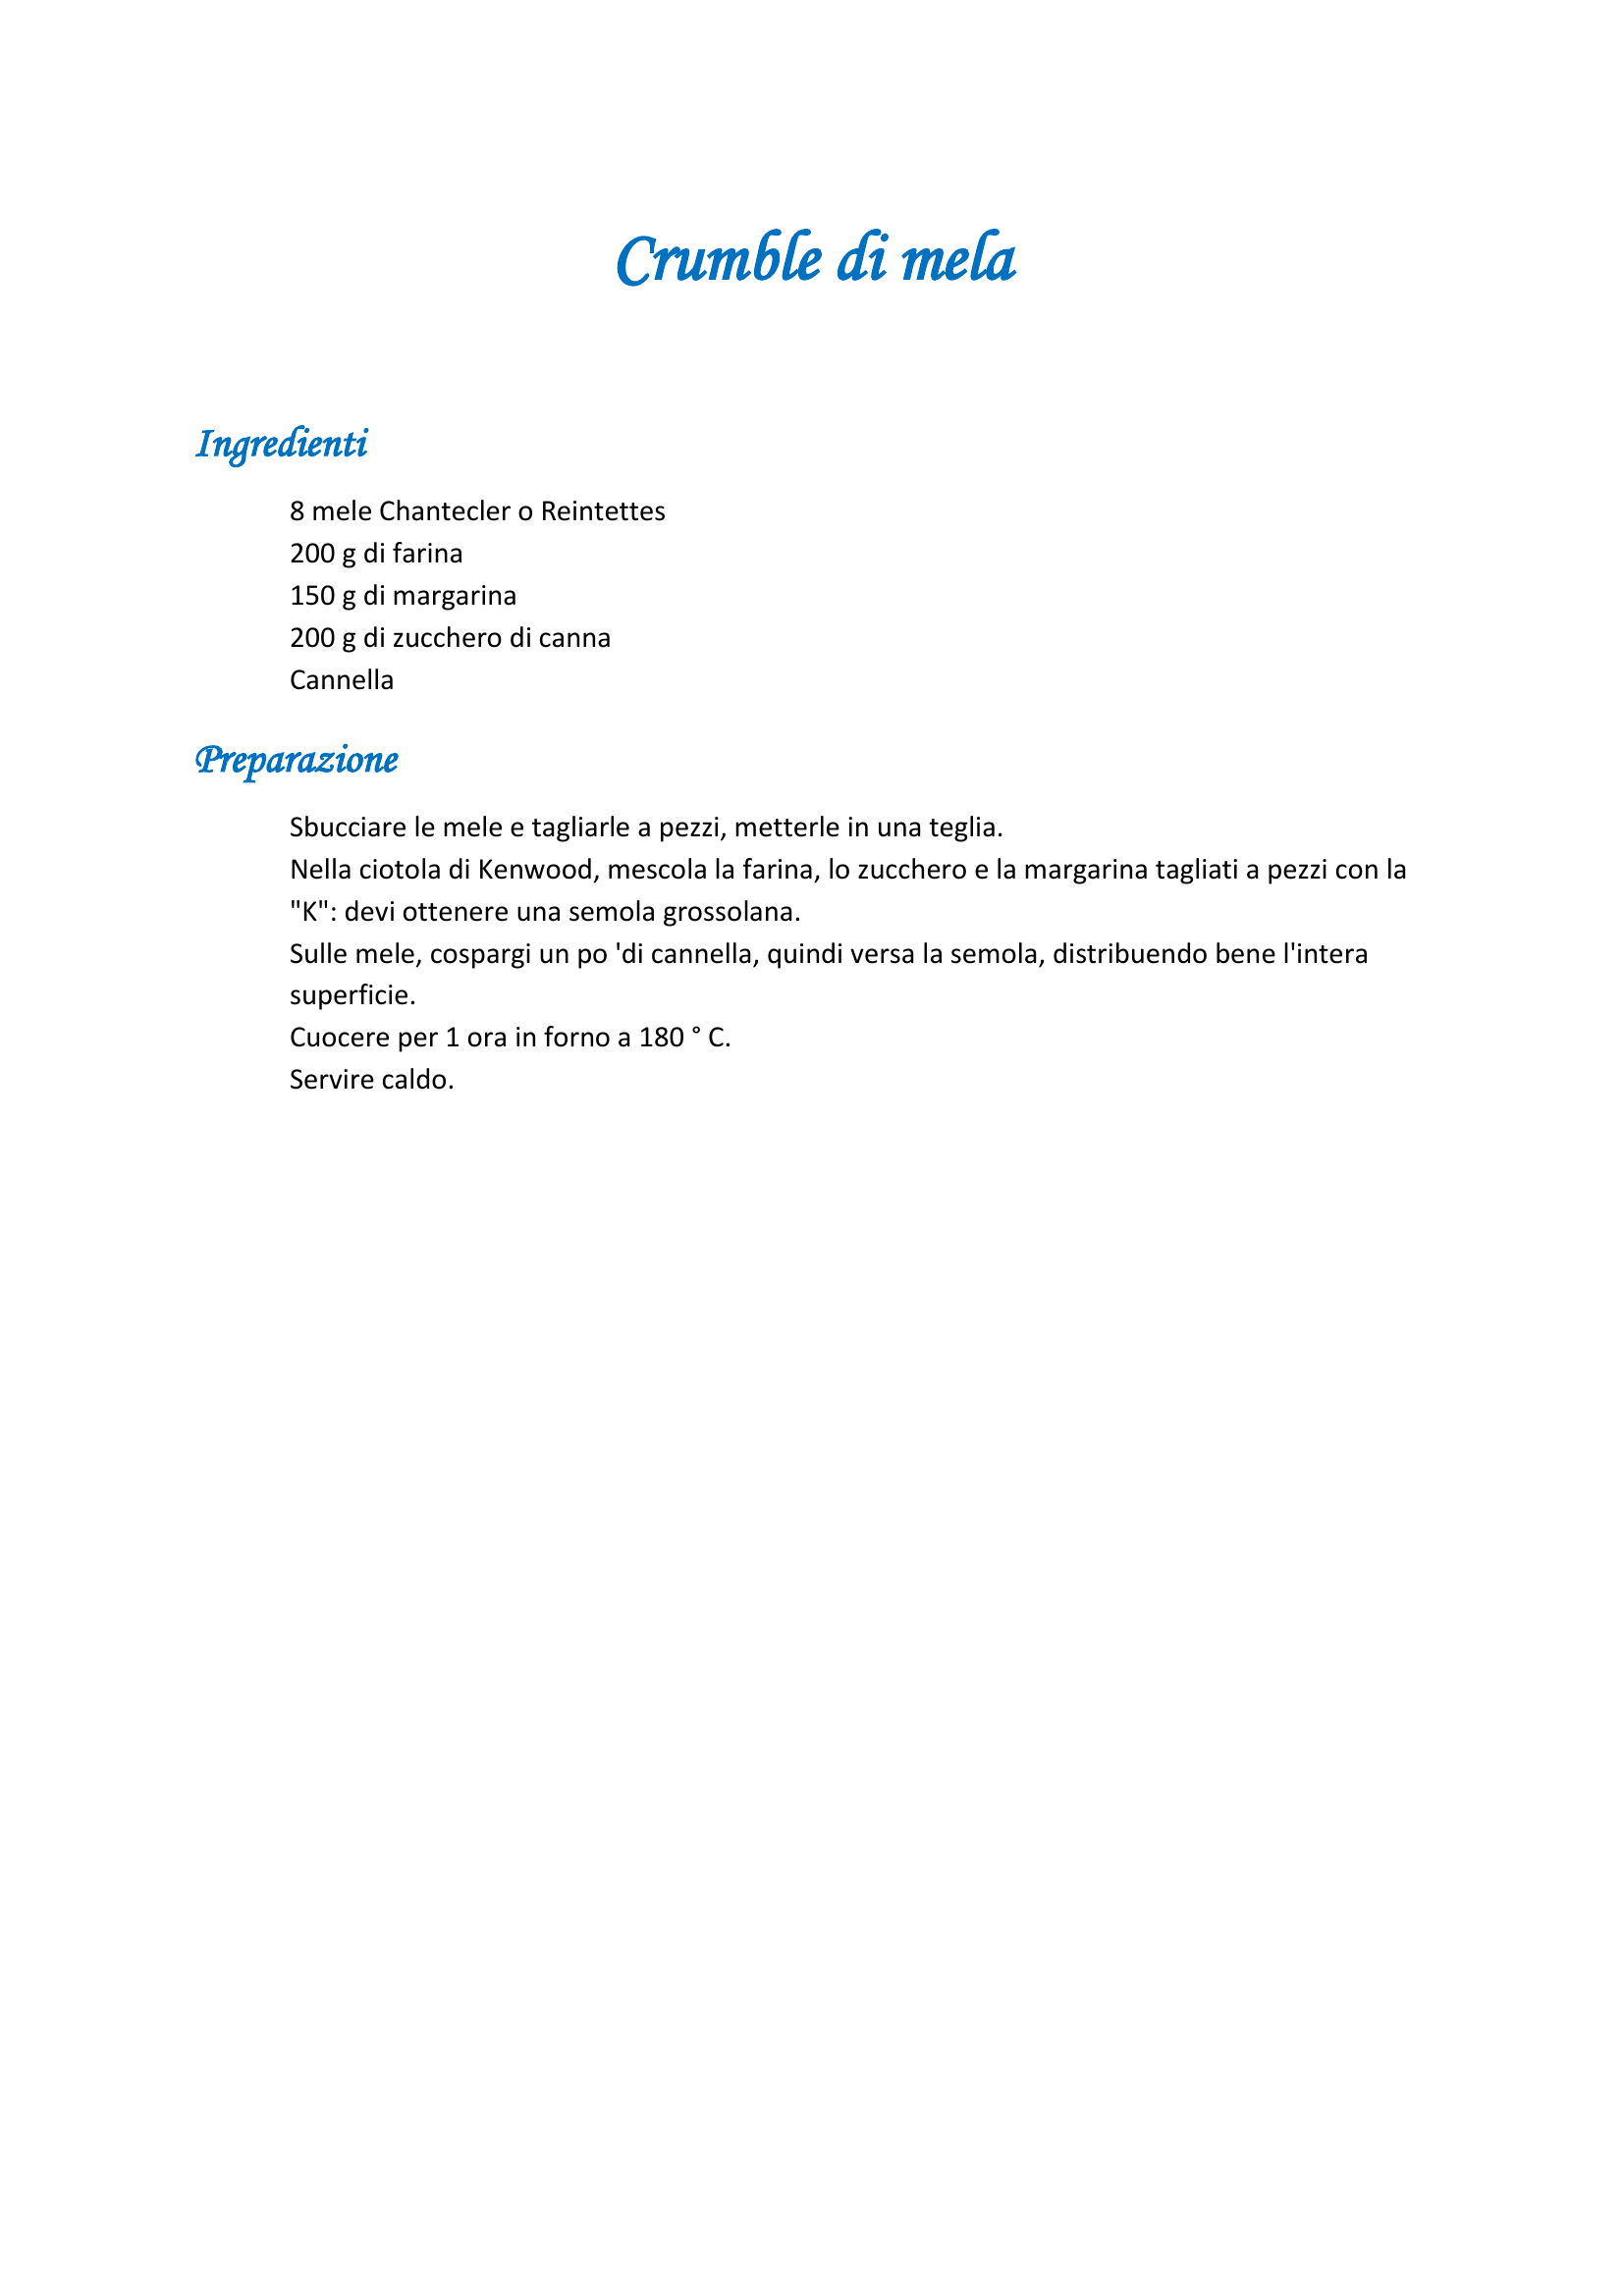 Crumble di mela
Ingredienti
8 mele Chantecler o Reintettes
200 g di farina
150 g di margarina
200 g di zucchero di canna
Cannella
Preparazione
Sbucciare le mele e tagliarle a pezzi, metterle in una teglia.
Nella ciotola di Kenwood, mescola la farina, lo zucchero e la margarina tagliati a pezzi con la
"K": devi ottenere una semola grossolana.
Sulle mele, cospargi un po 'di cannella, quindi versa la semola, distribuendo bene l'intera
superficie.
Cuocere per 1 ora in forno a 180 ° C.
Servire caldo.